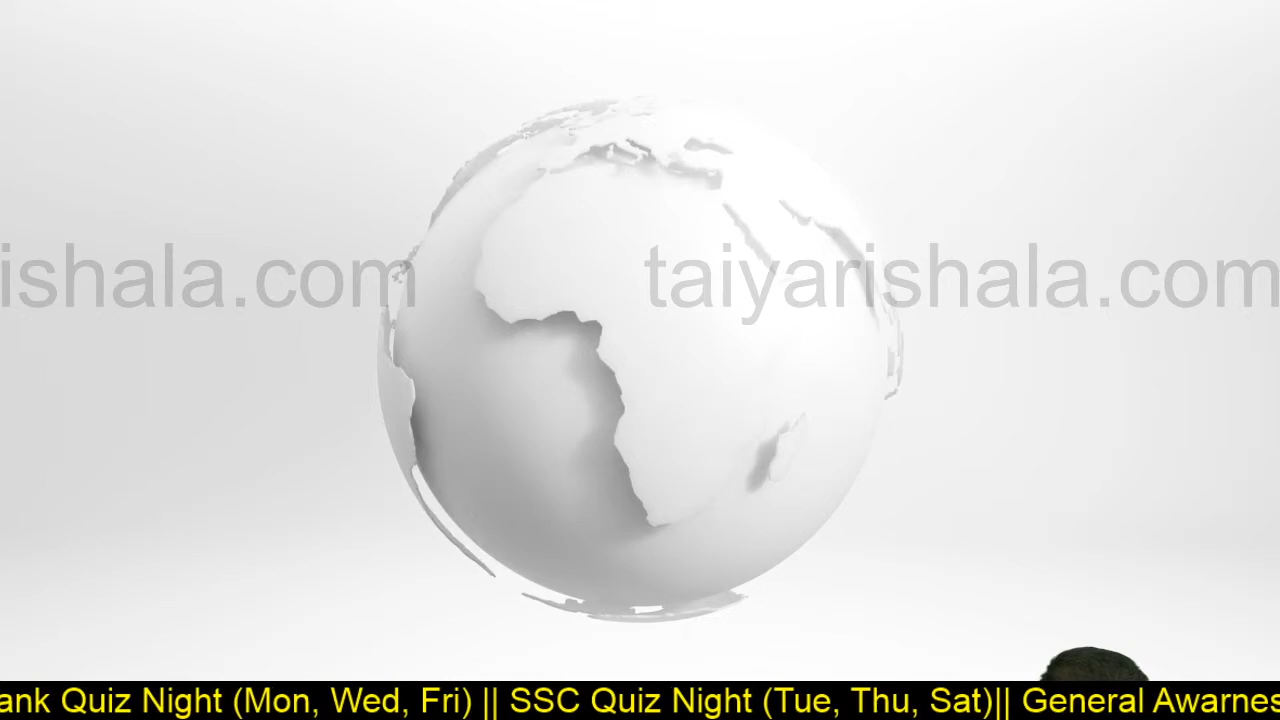 ishala.com taiyarishala.com
ank Quiz Night (Mon, Wed, Fri) || SSC Quiz Night (Tue, Thu, Sat)|| General Awarnes